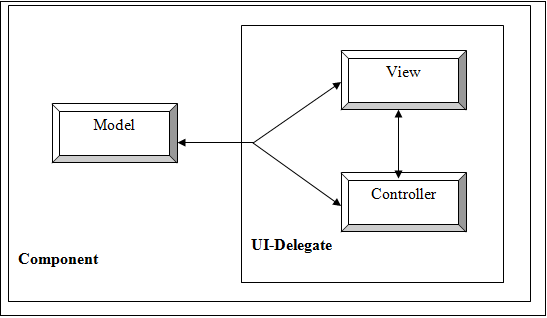 View
Model
Controller
UI-Delegate
Component